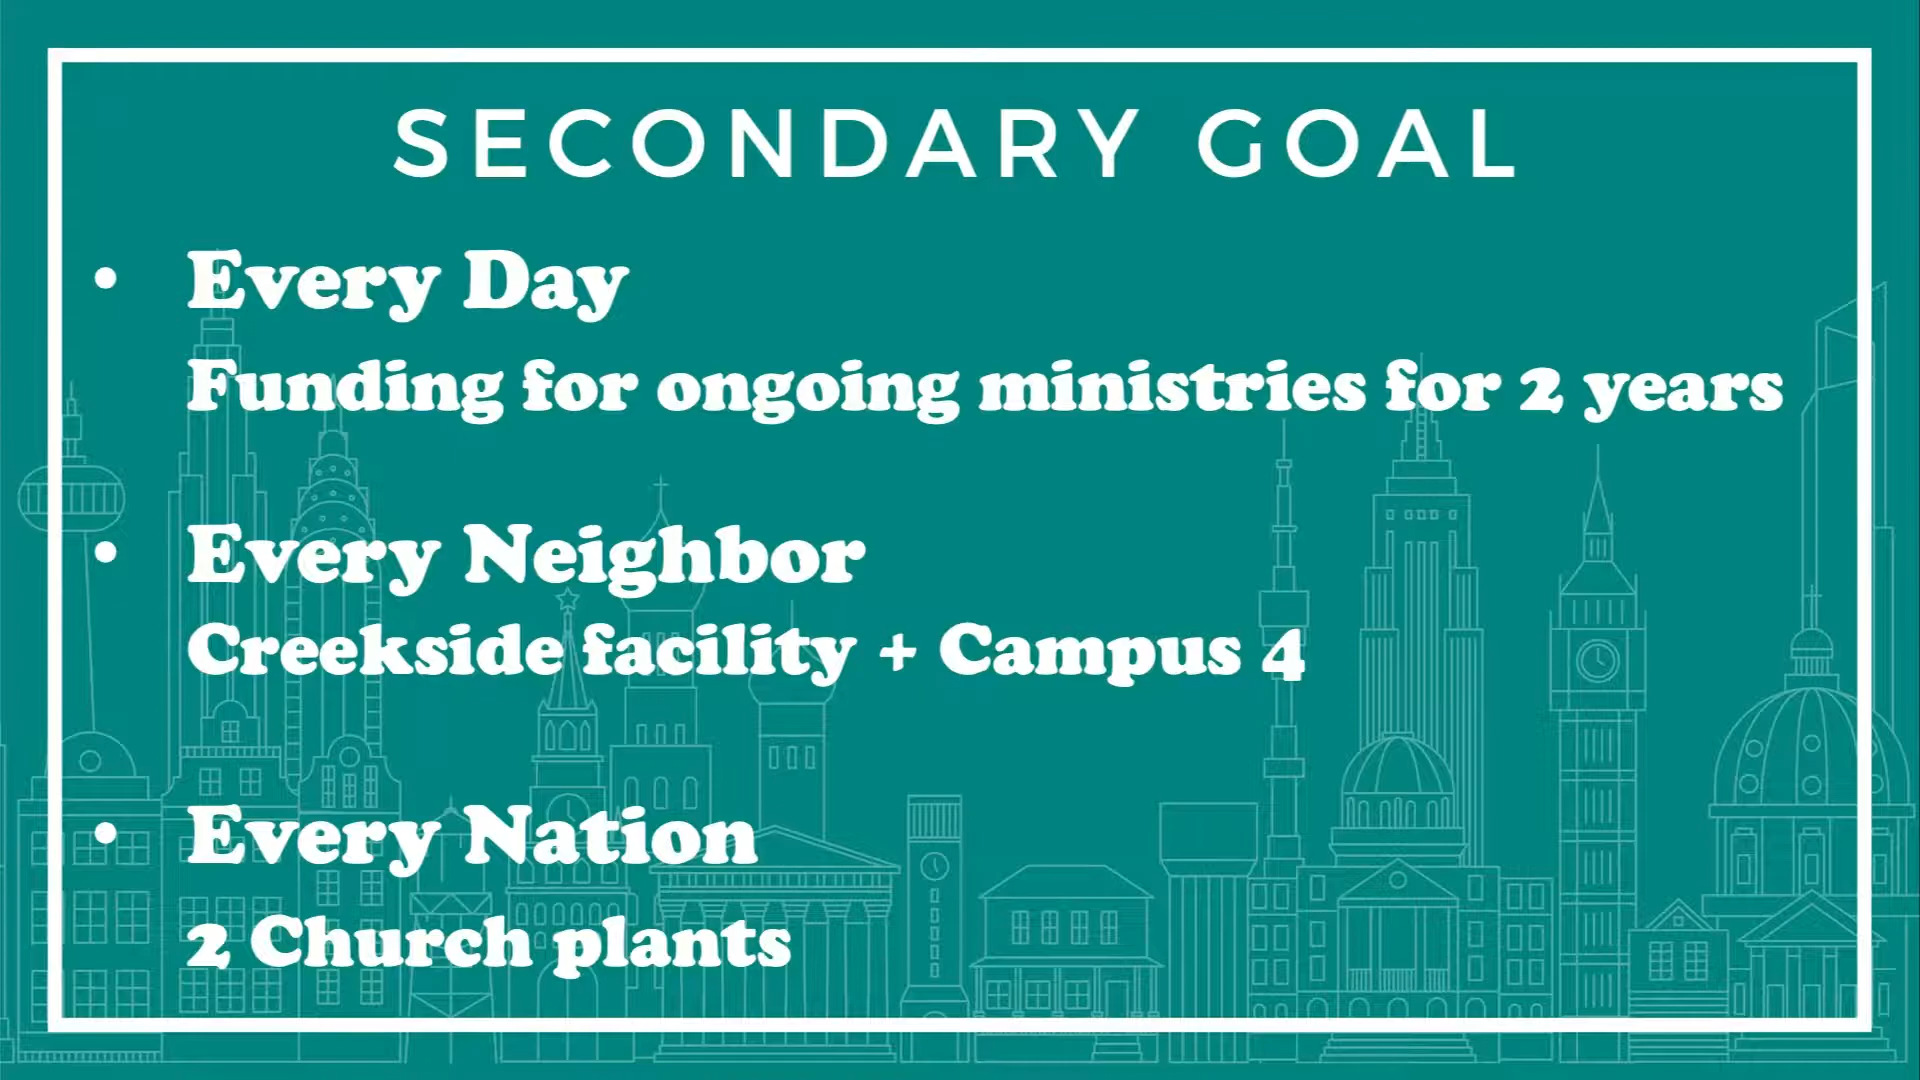 SECONDARY GOAL
• Every Day
Funding for ongoing ministries for 2 years
• Every Neighbor
Creekside facility + Campus 4
• Every Nation
2 Church plants